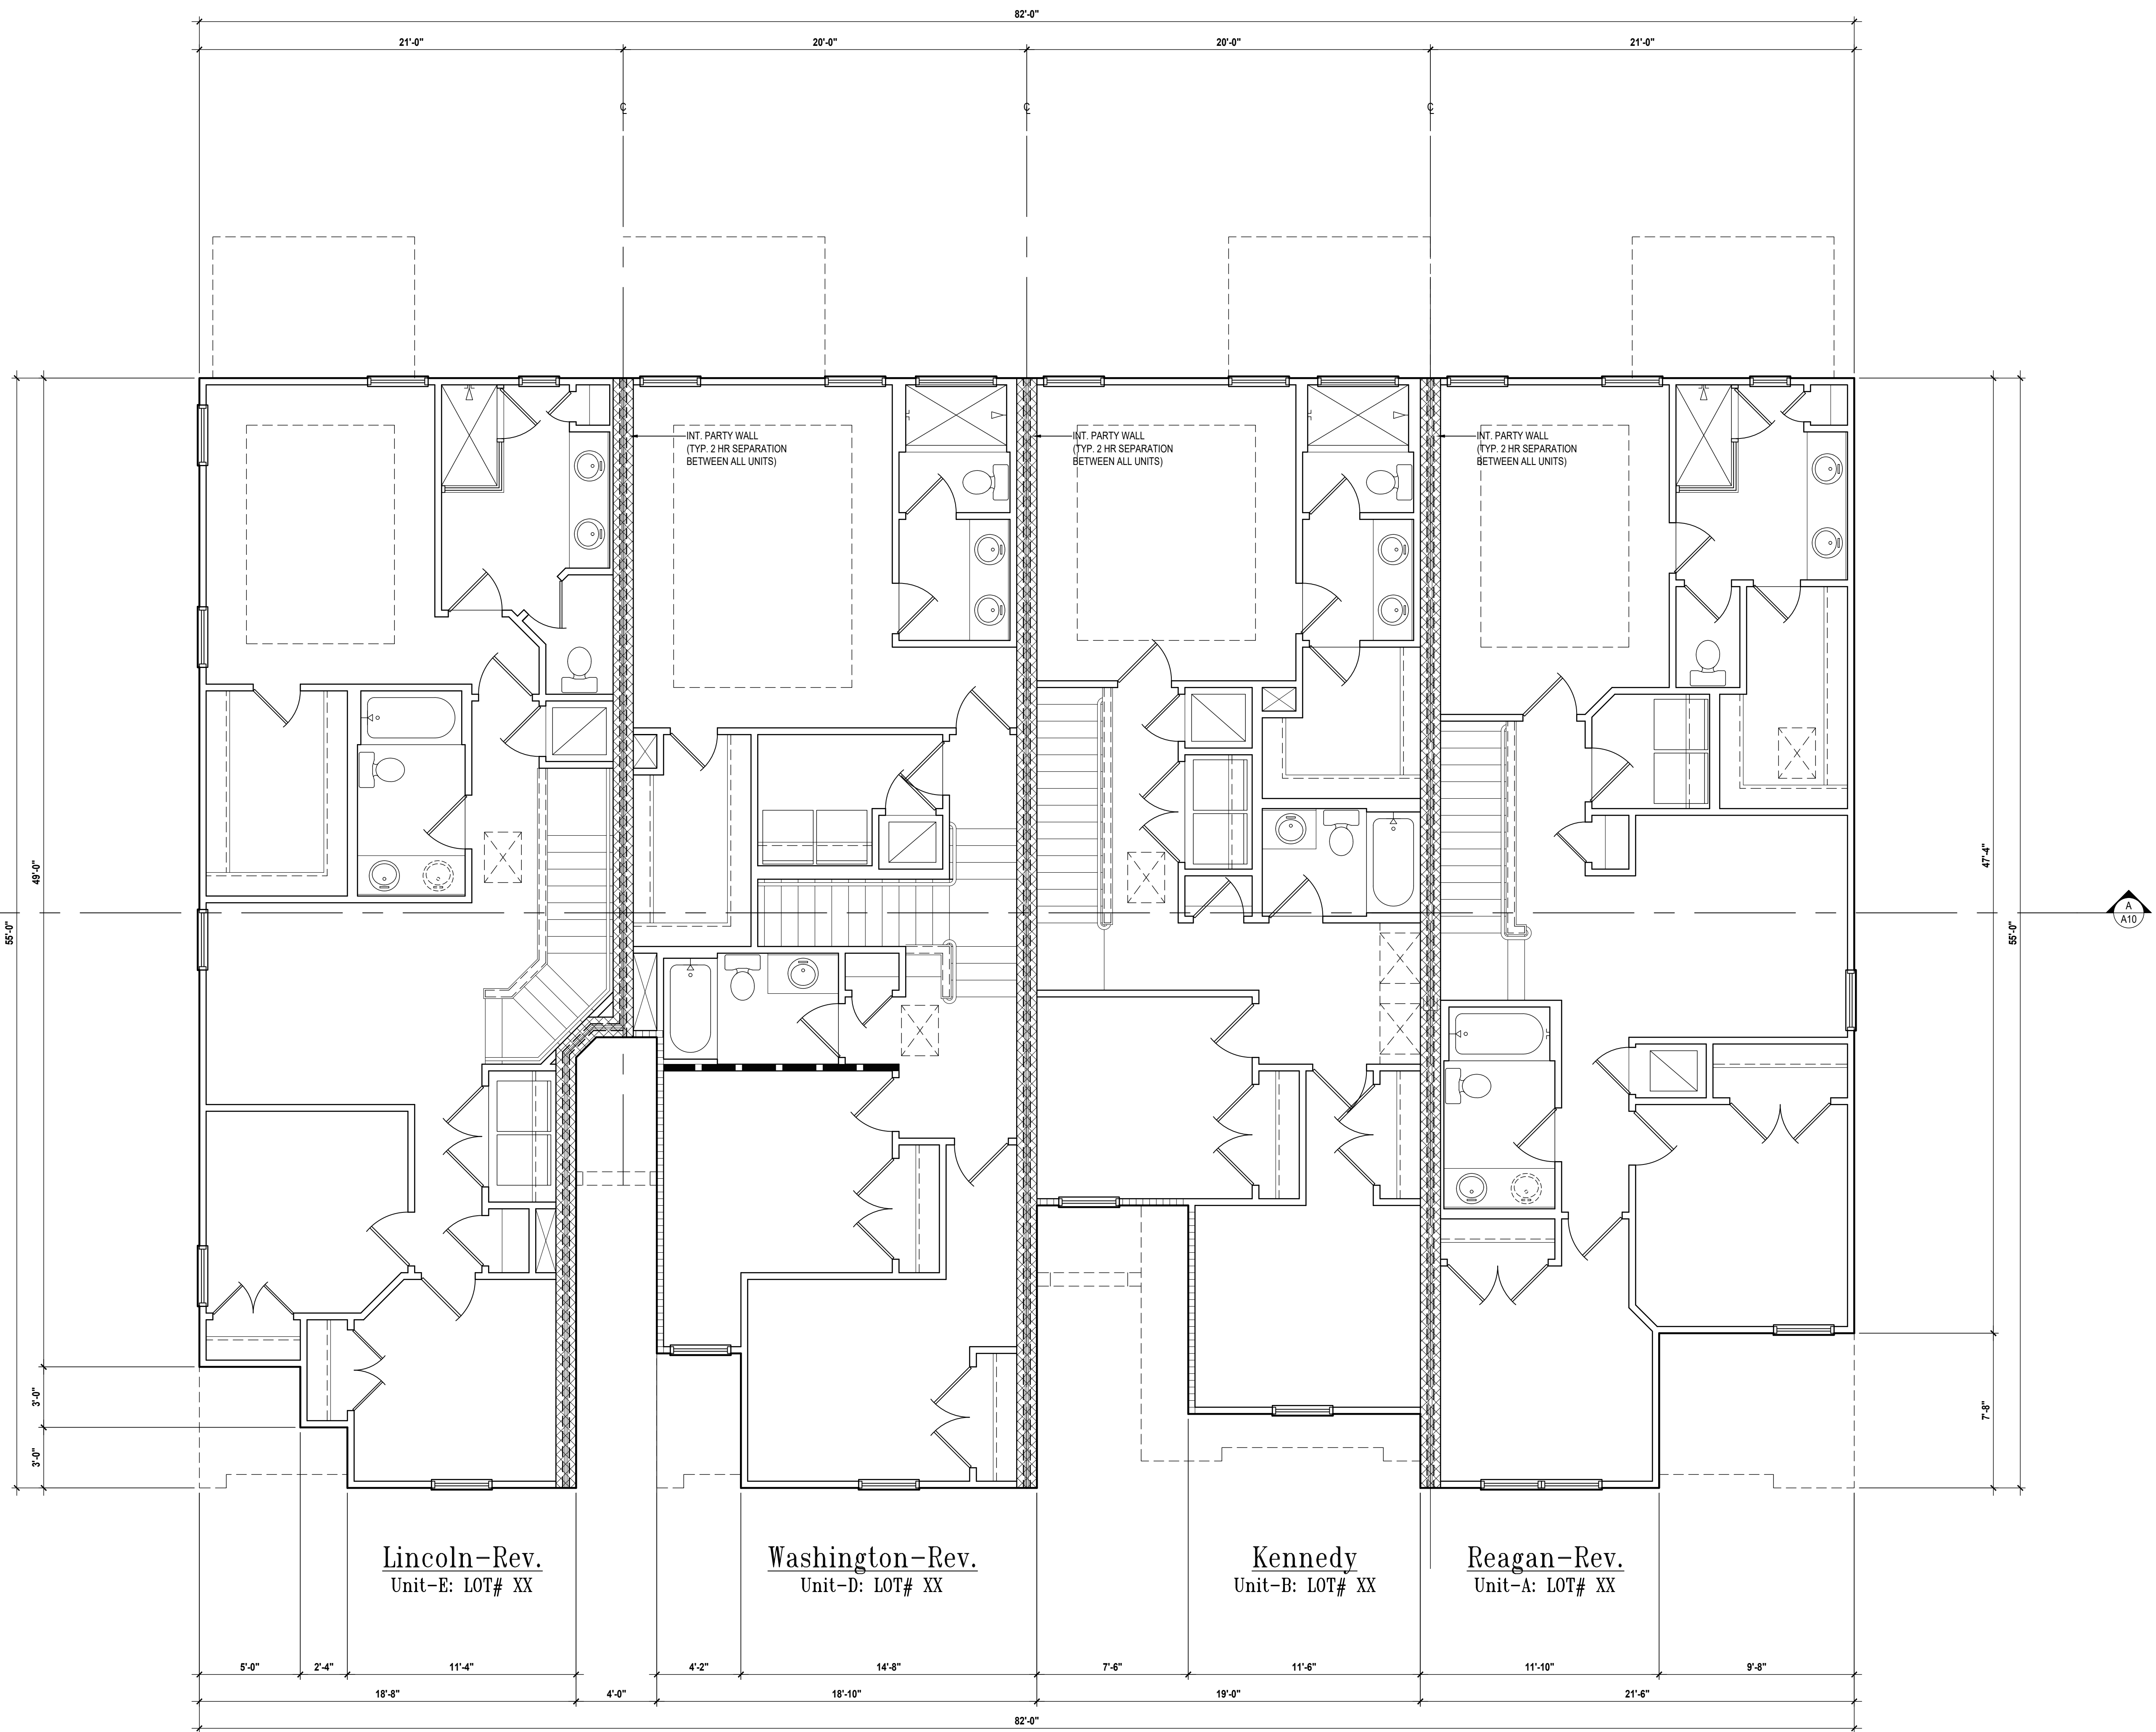 82'-0"
21'-0"
20'-0"
20'-0"
21'-0"
℄
℄
℄
INT. PARTY WALL
(TYP. 2 HR SEPARATION
BETWEEN ALL UNITS)
INT. PARTY WALL
(TYP. 2 HR SEPARATION
BETWEEN ALL UNITS)
INT. PARTY WALL
(TYP. 2 HR SEPARATION
BETWEEN ALL UNITS)
55'-0"
49'-0"
3'-0"
3'-0"
47'-4"
7'-8"
55'-0"
A
A10
Lincoln-Rev.
Unit-E: LOT# XX
Washington-Rev.
Unit-D: LOT# XX
Kennedy
Unit-B: LOT# XX
Reagan-Rev.
Unit-A: LOT# XX
5'-0"
2'-4"
11'-4"
4'-2"
14'-8"
7'-6"
11'-6"
11'-10"
9'-8"
18'-8"
4'-0"
18'-10"
19'-0"
21'-6"
82'-0"